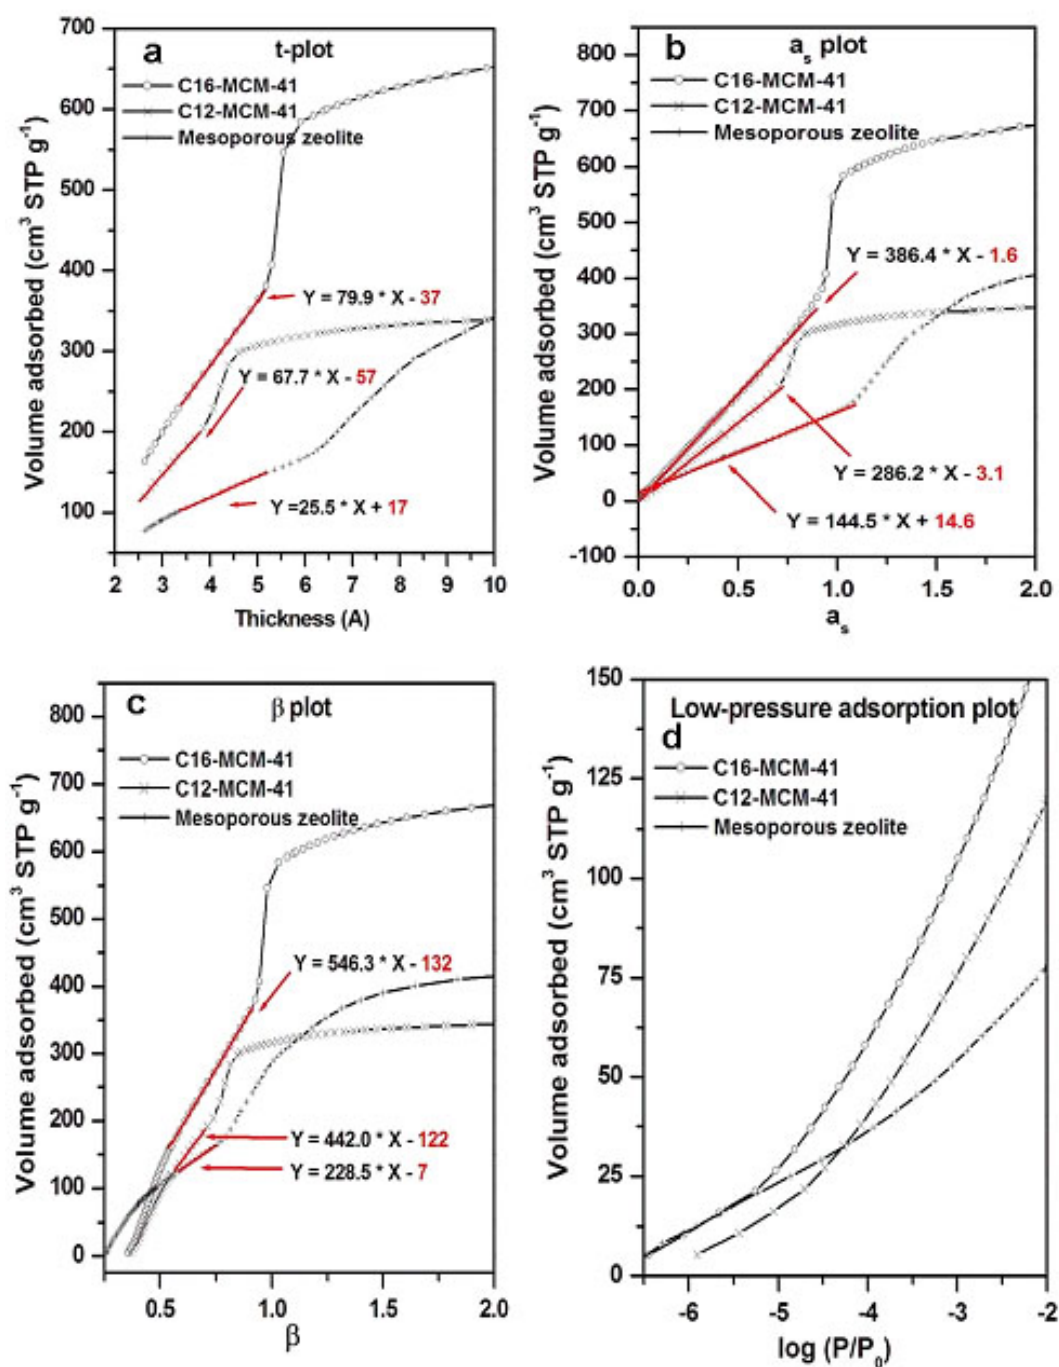 a
t-plot
C16-MCM-41
C12-MCM-41
Mesoporous zeolite
Volume adsorbed (cm³ STP g⁻¹)
700
600
500
400
300
200
100
Y = 79.9 * X - 37
Y = 67.7 * X - 57
Y=25.5 * X + 17
2 3 4 5 6 7 8 9 10
Thickness (A)
b
aₛ plot
C16-MCM-41
C12-MCM-41
Mesoporous zeolite
Volume adsorbed (cm³ STP g⁻¹)
800
700
600
500
400
300
200
100
0
-100
Y = 386.4 * X - 1.6
Y = 286.2 * X - 3.1
Y = 144.5 * X + 14.6
0.0 0.5 1.0 1.5 2.0
aₛ
c
β plot
C16-MCM-41
C12-MCM-41
Mesoporous zeolite
Volume adsorbed (cm³ STP g⁻¹)
800
700
600
500
400
300
200
100
0
Y = 546.3 * X - 132
Y = 442.0 * X - 122
Y = 228.5 * X - 7
0.5 1.0 1.5 2.0
β
Low-pressure adsorption plot
d
C16-MCM-41
C12-MCM-41
Mesoporous zeolite
Volume adsorbed (cm³ STP g⁻¹)
150
125
100
75
50
25
0
-6 -5 -4 -3 -2
log (P/P₀)